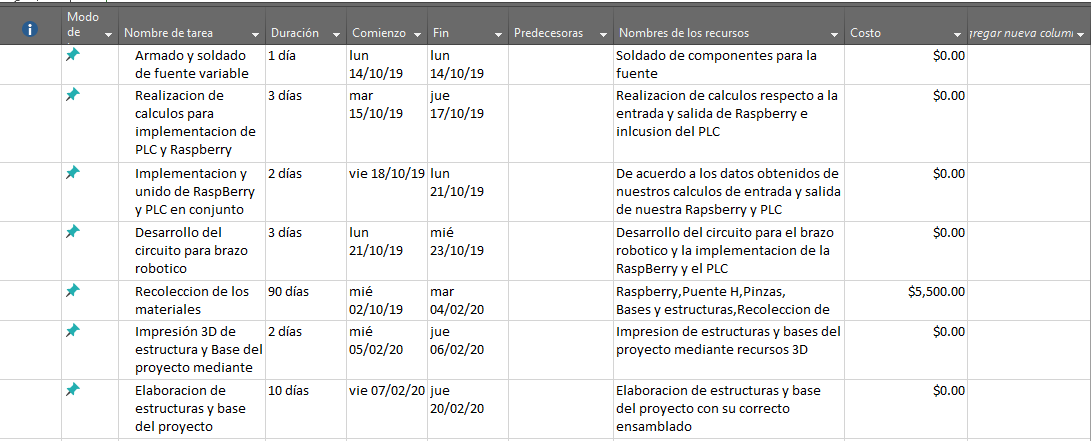 Modo
de
Nombre de tarea
Duración
Comienzo
Fin
Predecesoras
Nombres de los recursos
Costo
gregar nueva colum
Armado y soldado
de fuente variable
1 día
lun
14/10/19
lun
14/10/19
Soldado de componentes para la
fuente
$0.00
Realizacion de
calculos para
implementacion de
PLC y Raspberry
3 días
mar
15/10/19
jue
17/10/19
Realizacion de calculos respecto a la
entrada y salida de Raspberry e
inlcusion del PLC
$0.00
Implementacion y
unido de RaspBerry
y PLC en conjunto
2 días
vie 18/10/19
lun
21/10/19
De acuerdo a los datos obtenidos de
nuestros calculos de entrada y salida
de nuestra Rapsberry y PLC
$0.00
Desarrollo del
circuito para brazo
robotico
3 días
lun
21/10/19
mié
23/10/19
Desarrollo del circuito para el brazo
robotico y la implementacion de la
RaspBerry y el PLC
$0.00
Recoleccion de los
materiales
90 días
mié
02/10/19
mar
04/02/20
Raspberry,Puente H,Pinzas,
Bases y estructuras,Recoleccion de
$5,500.00
Impresión 3D de
estructura y Base del
proyecto mediante
2 días
mié
05/02/20
jue
06/02/20
Impresion de estructuras y bases del
proyecto mediante recursos 3D
$0.00
Elaboracion de
estructuras y base
del proyecto
10 días
vie 07/02/20
jue
20/02/20
Elaboracion de estructuras y base
del proyecto con su correcto
ensamblado
$0.00